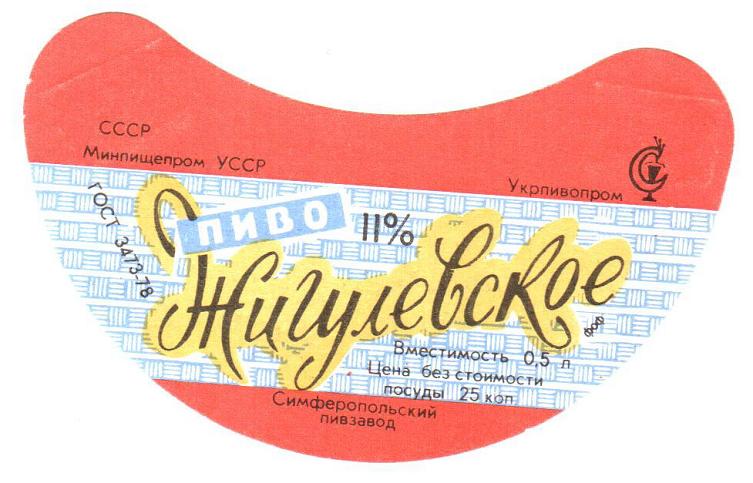 СССР
Минпищепром УССР
Укрпивопром
ГОСТ 3473-78
ПИВО
11%
Жигулевское
Вместимость 0,5 л
Цена без стоимости
посуды 25 коп
Симферопольский
пивзавод